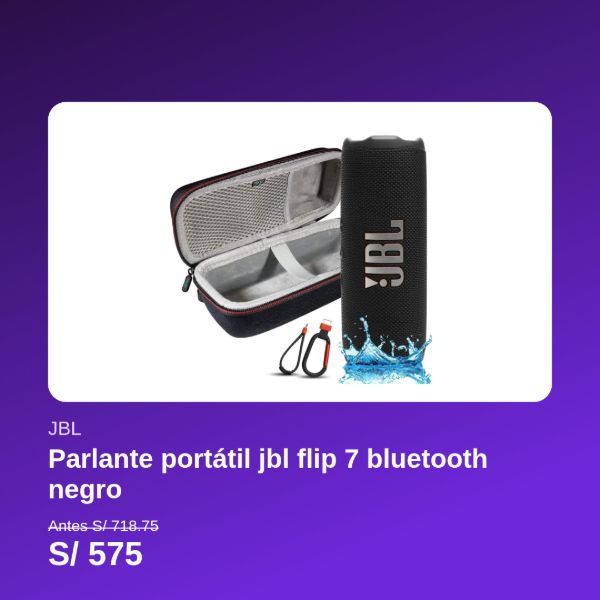 JBL
JBL
Parlante portátil jbl flip 7 bluetooth
negro
Antes S/ 718.75
S/ 575